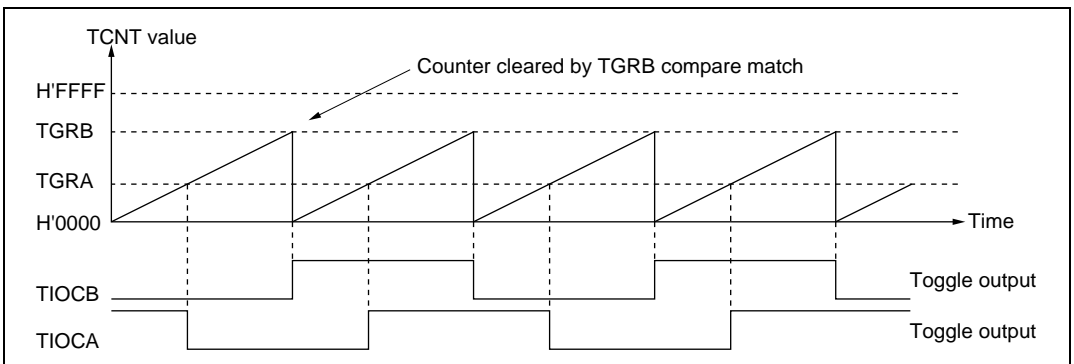 TCNT value
Counter cleared by TGRB compare match
H'FFFF
TGRB
TGRA
H'0000
Time
TIOCB
Toggle output
TIOCA
Toggle output